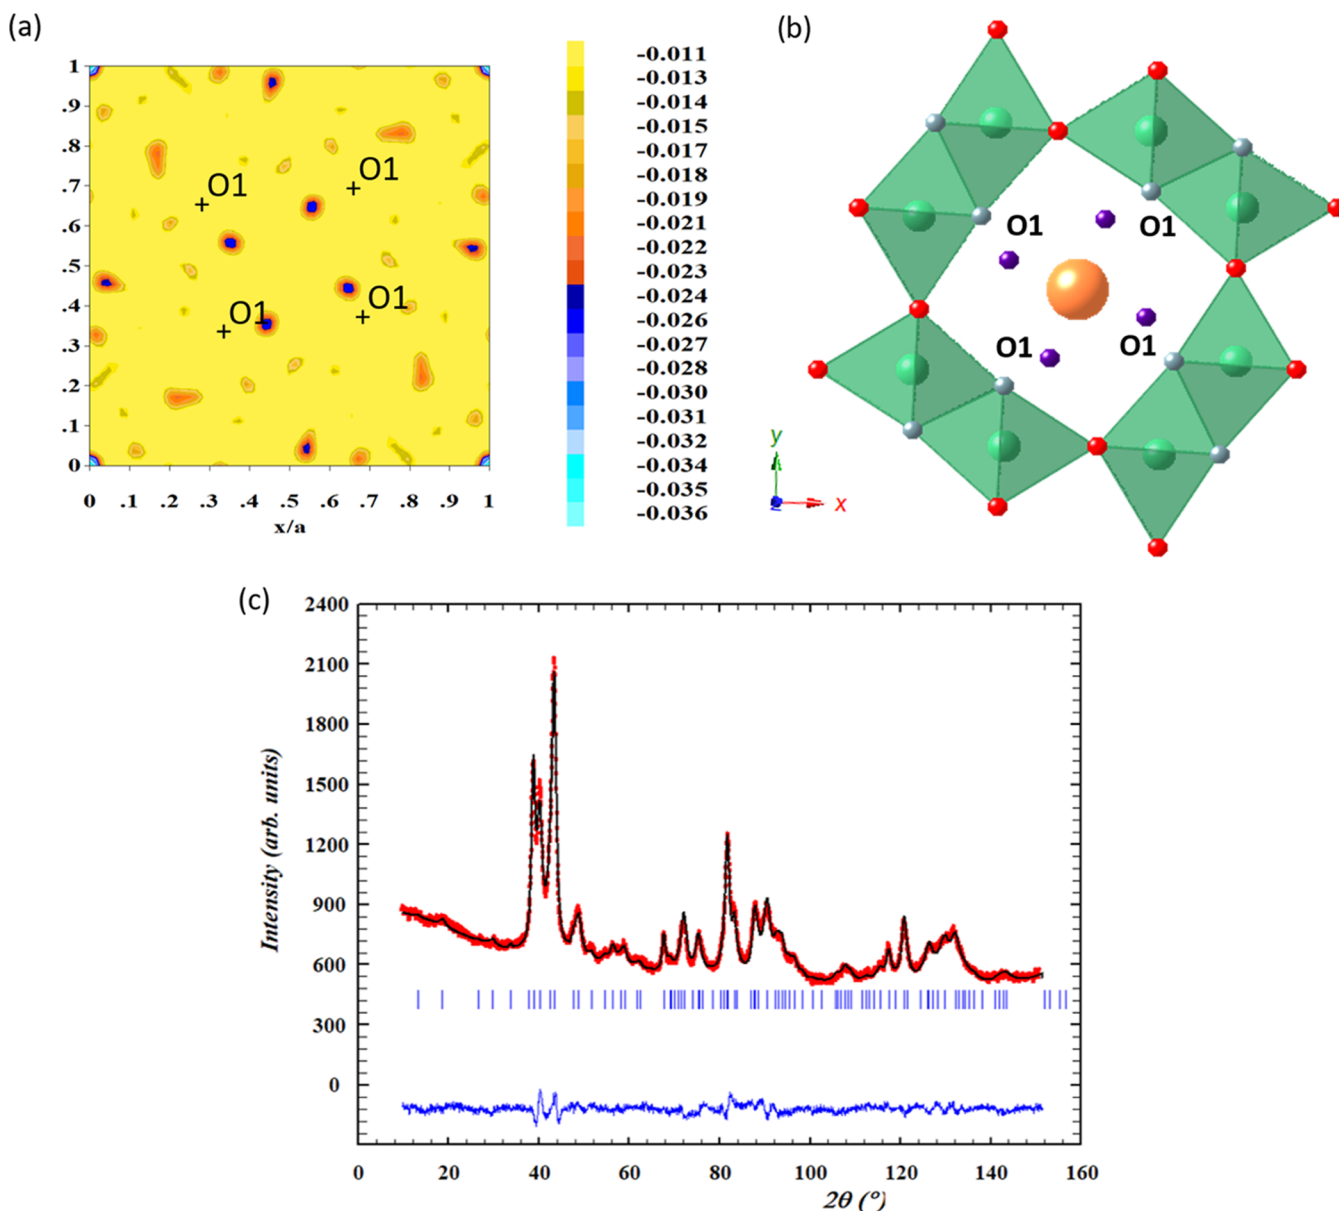 (a)
1
.9
.8
.7
.6
.5
.4
.3
.2
.1
0
0 .1 .2 .3 .4 .5 .6 .7 .8 .9 1
x/a
O1
O1
O1
O1
-0.011
-0.013
-0.014
-0.015
-0.017
-0.018
-0.019
-0.021
-0.022
-0.023
-0.024
-0.026
-0.028
-0.030
-0.031
-0.032
-0.034
-0.035
-0.036
(b)
O1
O1
O1
O1
y
z
x
(c)
2400
2100
1800
1500
1200
900
600
300
0
Intensity (arb. units)
0 20 40 60 80 100 120 140 160
2θ (°)